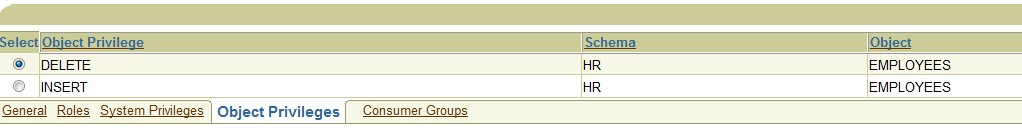 Select Object Privilege Schema Object
DELETE HR EMPLOYEES
INSERT HR EMPLOYEES
General Roles System Privileges Object Privileges Consumer Groups